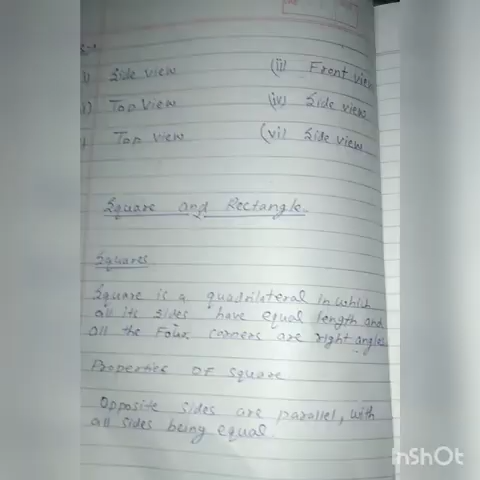 Side view (ii) Front view
Top view (iv) Side view
Top view (vi) Side view
Square and Rectangle
Squares
Square is a quadrilateral in which
all its sides have equal length and
all the Four corners are right angles
Properties of square
Opposite sides are parallel, with
all sides being equal.
InShOt